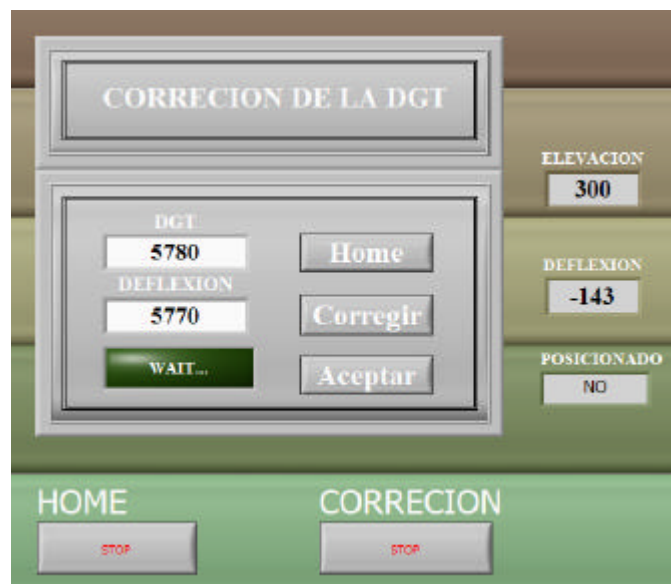 CORRECION DE LA DGT
ELEVACION
300
DGT
5780
Home
DEFLEXION
5770
Corregir
WAIT...
Aceptar
DEFLEXION
-143
POSICIONADO
NO
HOME
STOP
CORRECION
STOP